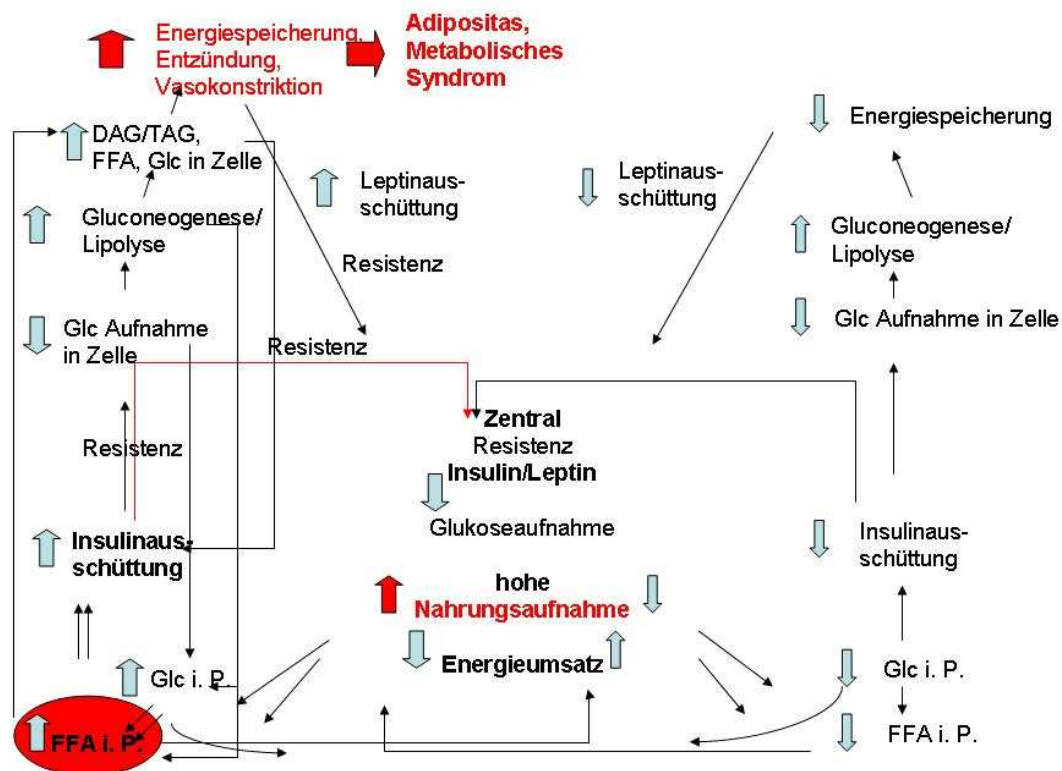 Energiespeicherung,
Entzündung,
Vasokonstriktion
Adipositas,
Metabolisches
Syndrom
DAG/TAG,
FFA, Glc in Zelle
Gluconeogenese/
Lipolyse
Glc Aufnahme
in Zelle
Resistenz
Insulinaus-
schüttung
Glc i. P.
FFA i. P.
Leptinaus-
schüttung
Resistenz
Resistenz
Zentral
Resistenz
Insulin/Leptin
Glukoseaufnahme
hohe
Nahrungsaufnahme
Energieumsatz
Leptinaus-
schüttung
Energiespeicherung
Gluconeogenese/
Lipolyse
Glc Aufnahme in Zelle
Insulinaus-
schüttung
Glc i. P.
FFA i. P.